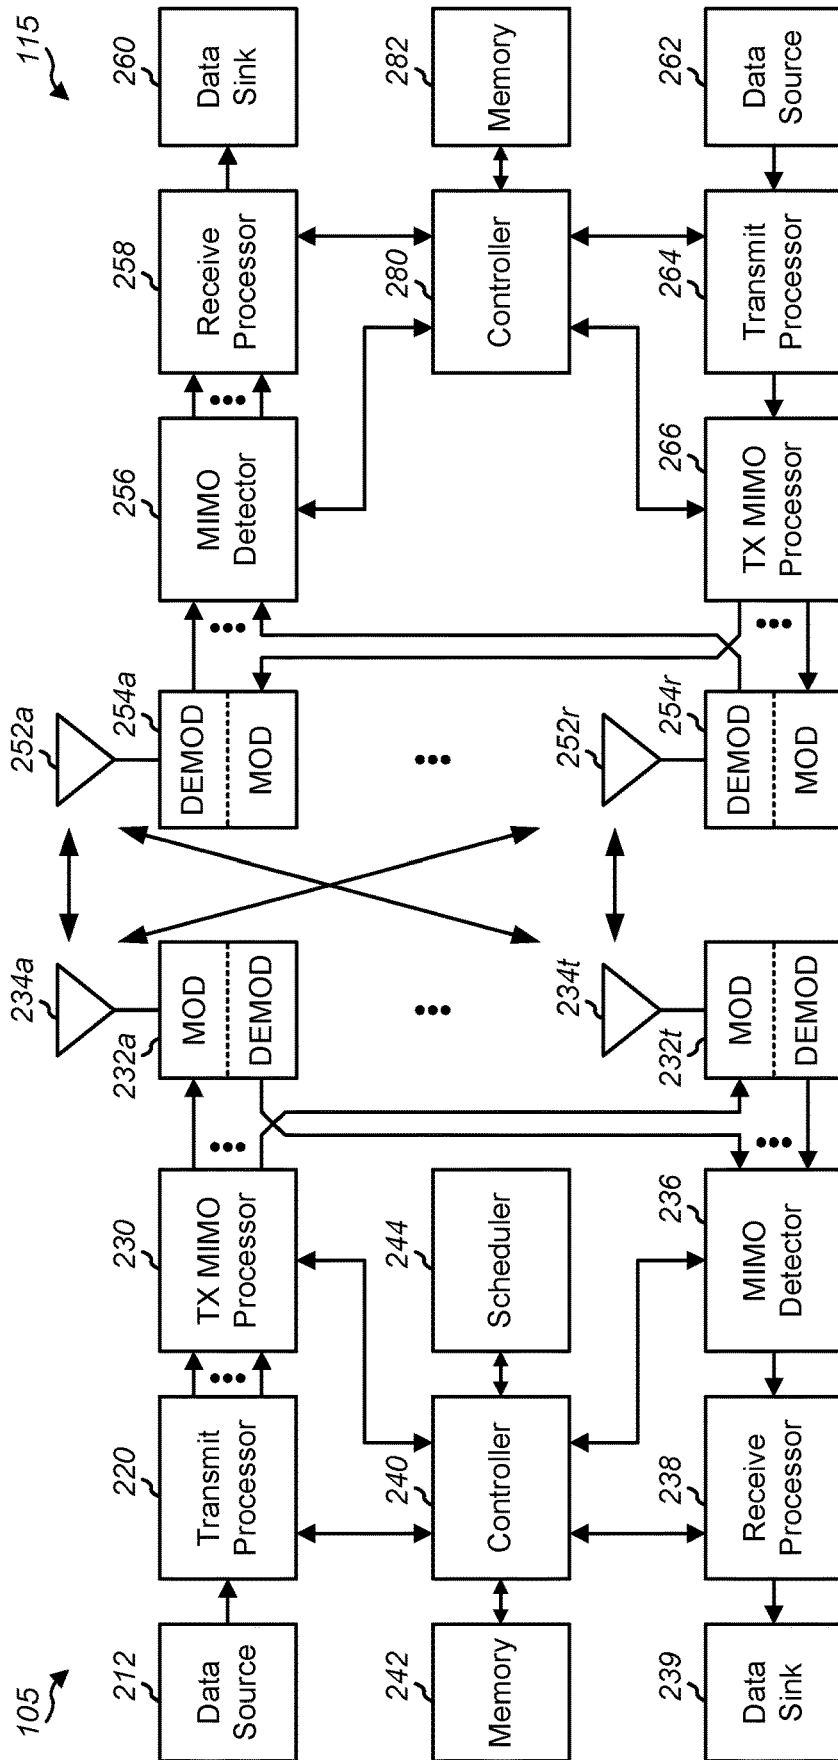 105
115
212
Data
Source
220
Transmit
Processor
•••
230
TX MIMO
Processor
•••
232a
MOD
DEMOD
234a
252a
254a
DEMOD
MOD
•••
256
MIMO
Detector
•••
258
Receive
Processor
260
Data
Sink
242
Memory
240
Controller
244
Scheduler
•••
•••
280
Controller
282
Memory
239
Data
Sink
238
Receive
Processor
236
MIMO
Detector
•••
232t
MOD
DEMOD
234t
252r
254r
DEMOD
MOD
•••
266
TX MIMO
Processor
264
Transmit
Processor
262
Data
Source